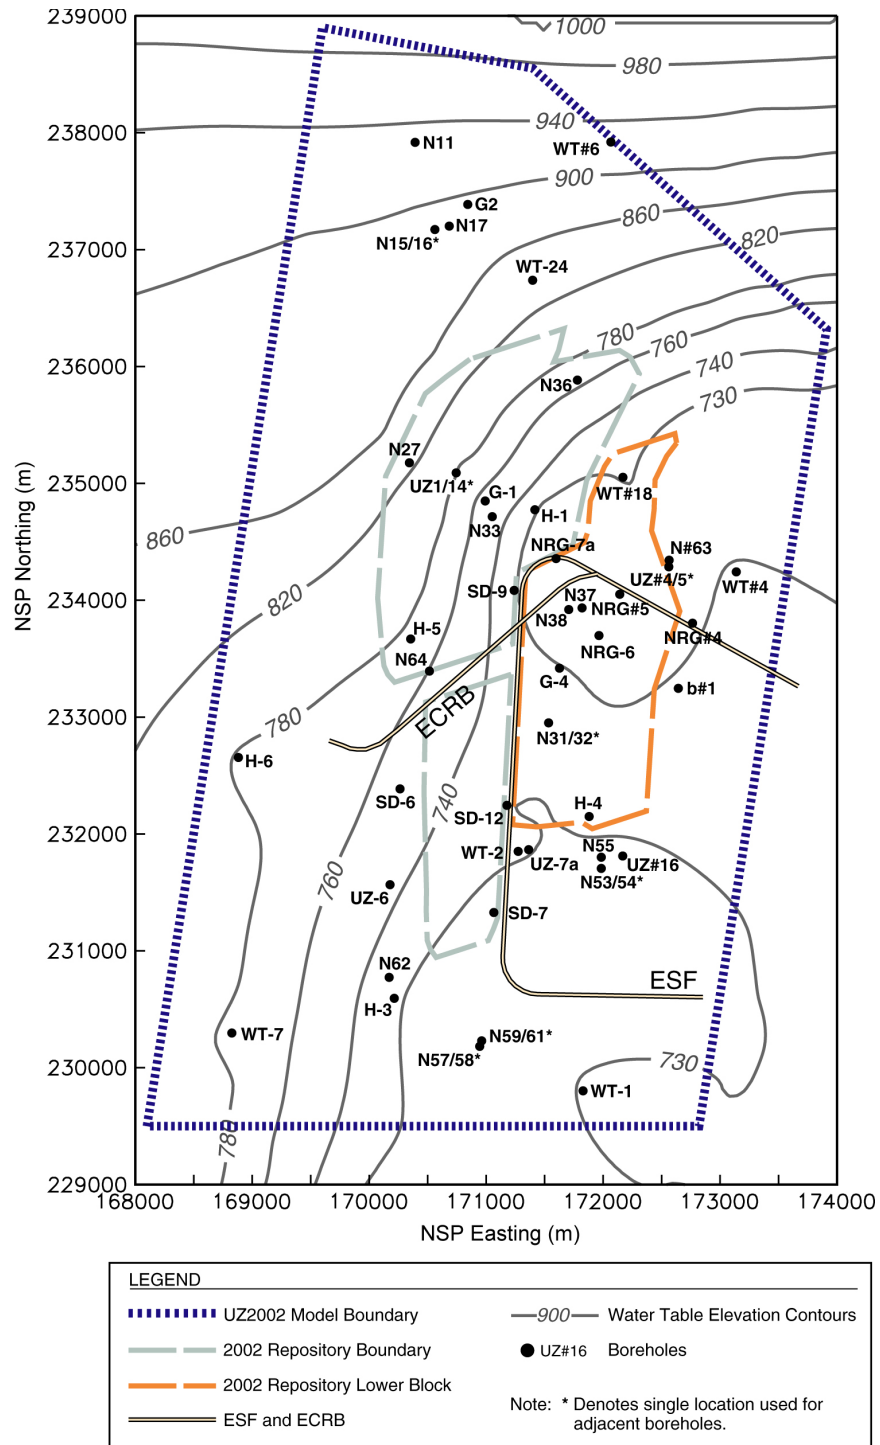 239000
1000
980
238000
940
N11
WT#6
900
G2
860
N17
237000
N15/16*
820
WT-24
236000
780
760
N36
740
730
N27
235000
UZ1/14*
G-1
WT#18
860
N33
H-1
NRG-7a
N#63
UZ#4/5*
WT#4
234000
820
SD-9
N37
NRG#5
N38
H-5
NRG#4
N64
NRG-6
G-4
233000
780
ECRB
b#1
N31/32*
H-6
SD-6
740
H-4
232000
SD-12
WT-2
UZ-7a
N55
UZ#16
N53/54*
760
UZ-6
SD-7
231000
N62
ESF
H-3
WT-7
N59/61*
N57/58*
730
230000
WT-1
780
229000
168000 169000 170000 171000 172000 173000 174000
NSP Easting (m)
NSP Northing (m)
LEGEND
UZ2002 Model Boundary
900 Water Table Elevation Contours
2002 Repository Boundary
UZ#16 Boreholes
2002 Repository Lower Block
ESF and ECRB
Note: * Denotes single location used for
adjacent boreholes.